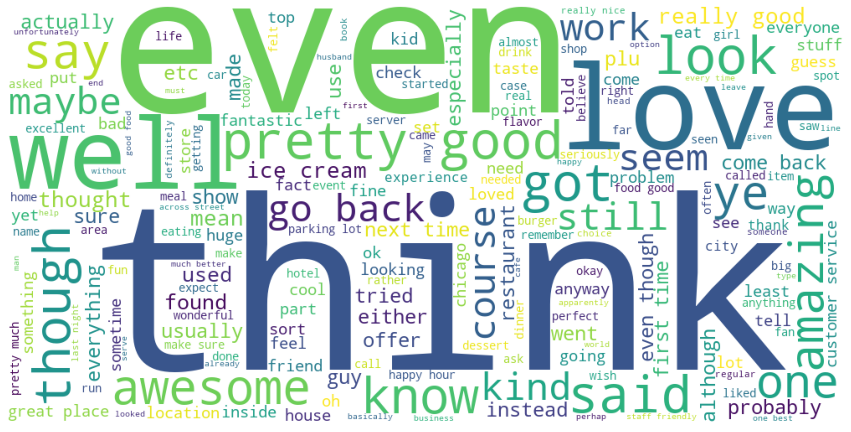 actually
unfortunately
life
top
felt
book
kid
even
almost
drink
taste
really nice
shop
work
really good
plu
eat
girl
everyone
stuff
guess
spot
say
asked
put
etc
car
today
made
use
husband
check
started
especially
case
real
option
told
believe
come
right
head
look
every time
leave
saw
line
maybe
end
must
first
server
point
excellent
bad
good food
definitely
getting
store
fantastic
left
set
came
may
flavor
love
far
seen
given
hand
well
without
pretty good
seem
seriously
happy
come back
home
meal
ice cream
experience
need
needed
problem
food good
called
item
yet
help
thought
show
fact
event
fine
loved
got
ye
often
someone
way
name
across street
sure
mean
go back
next time
burger
remember
choice
still
see
thank
area
eating
huge
parking lot
course
restaurant
city
amazing
customer service
though
something
man
fun
make
much better
used
hotel
ok
looking
rather
chicago
cafe
okay
anyway
even though
first time
big
type
least
anything
last night
everything
sometime
expect
found
cool
part
tried
either
perfect
went
tell
fan
pretty much
wonderful
usually
sort
feel
offer
apparently
dinner
going
lot
regular
run
make sure
done
already
think
friend
call
dessert
world
ask
wish
although
liked
one
serve
awesome
guy
happy hour
know
kind
said
probably
great place
looked
location
inside
house
oh
basically
business
instead
perhap
staff friendly
one best